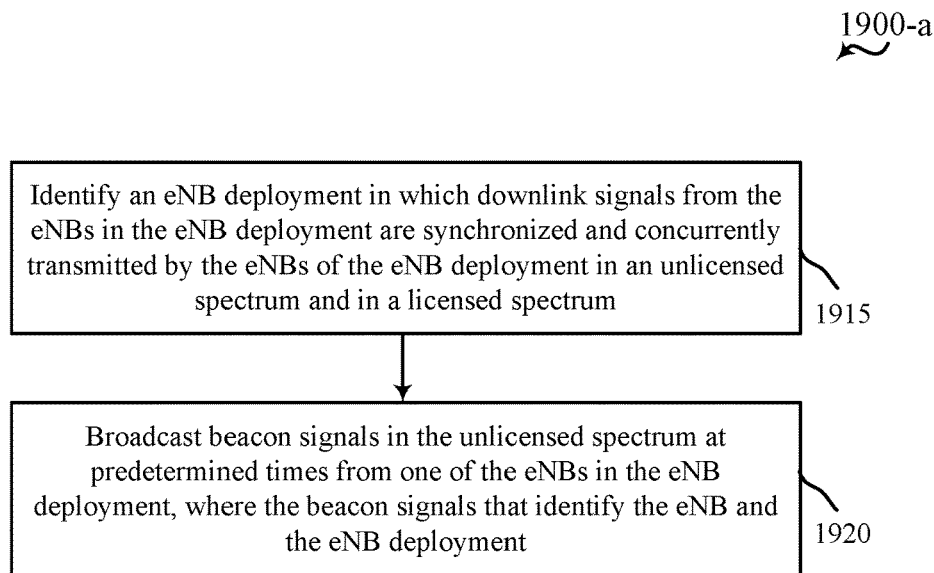 1900-a
Identify an eNB deployment in which downlink signals from the
eNBs in the eNB deployment are synchronized and concurrently
transmitted by the eNBs of the eNB deployment in an unlicensed
spectrum and in a licensed spectrum
1915
Broadcast beacon signals in the unlicensed spectrum at
predetermined times from one of the eNBs in the eNB
deployment, where the beacon signals that identify the eNB and
the eNB deployment
1920